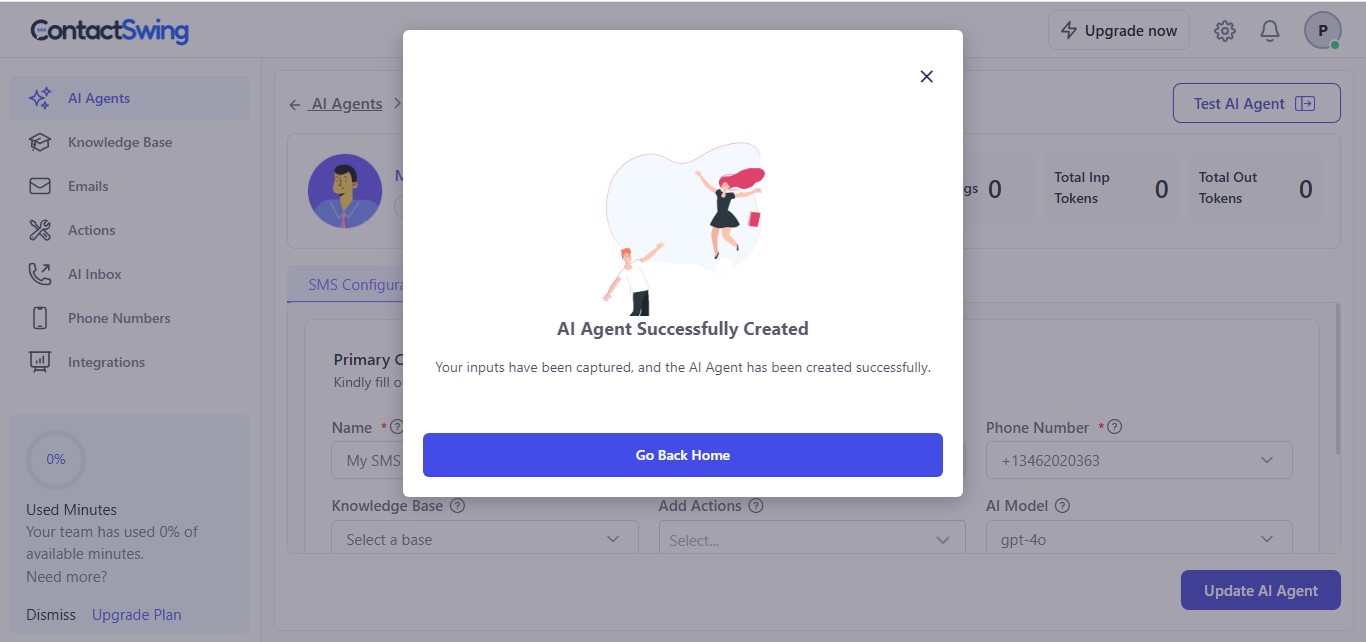 ContactSwing
Upgrade now
P
AI Agents
Knowledge Base
Emails
Actions
AI Inbox
Phone Numbers
Integrations
0%
Used Minutes
Your team has used 0% of
available minutes.
Need more?
Dismiss Upgrade Plan
AI Agents
Test AI Agent
M
gs 0
Total Inp
Tokens 0
Total Out
Tokens 0
SMS Configura
AI Agent Successfully Created
Your inputs have been captured, and the AI Agent has been created successfully.
Go Back Home
Primary C
Kindly fill o
Name *
My SMS
Phone Number *
+13462020363
Knowledge Base
Select a base
Add Actions
Select...
AI Model
gpt-4o
Update AI Agent